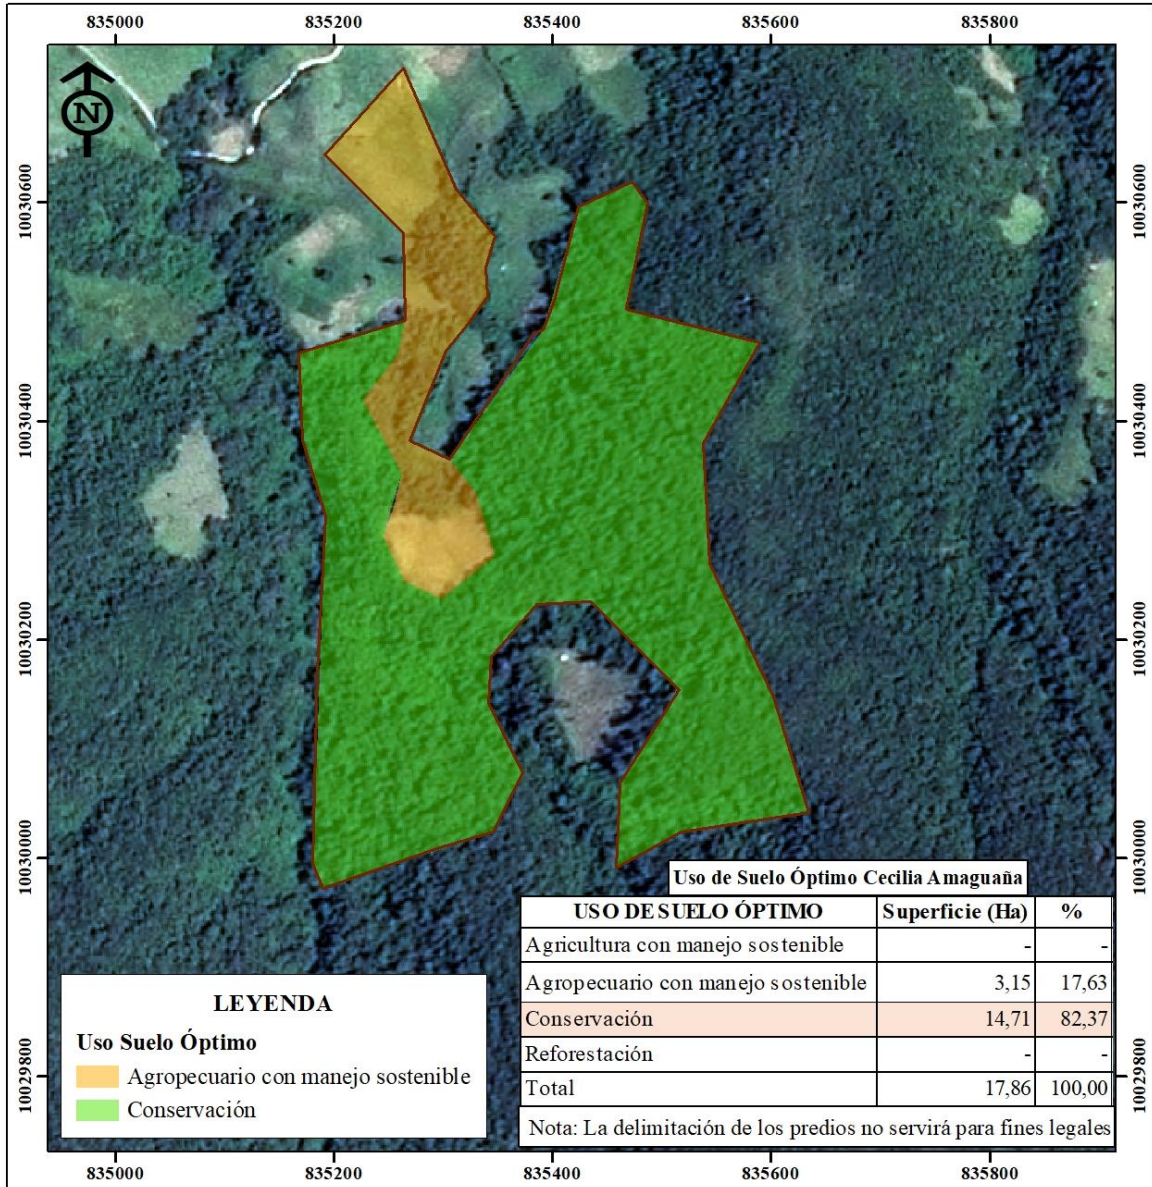 835000 835200 835400 835600 835800
N
10030600 10030600
10030400 10030400
10030200 10030200
10030000 10030000
10029800 10029800
Uso de Suelo Óptimo Cecilia Amaguaña
USO DE SUELO ÓPTIMO Superficie (Ha) %
Agricultura con manejo sostenible - -
Agropecuario con manejo sostenible 3,15 17,63
Conservación 14,71 82,37
Reforestación - -
Total 17,86 100,00
Nota: La delimitación de los predios no servirá para fines legales
LEYENDA
Uso Suelo Óptimo
Agropecuario con manejo sostenible
Conservación
835000 835200 835400 835600 835800